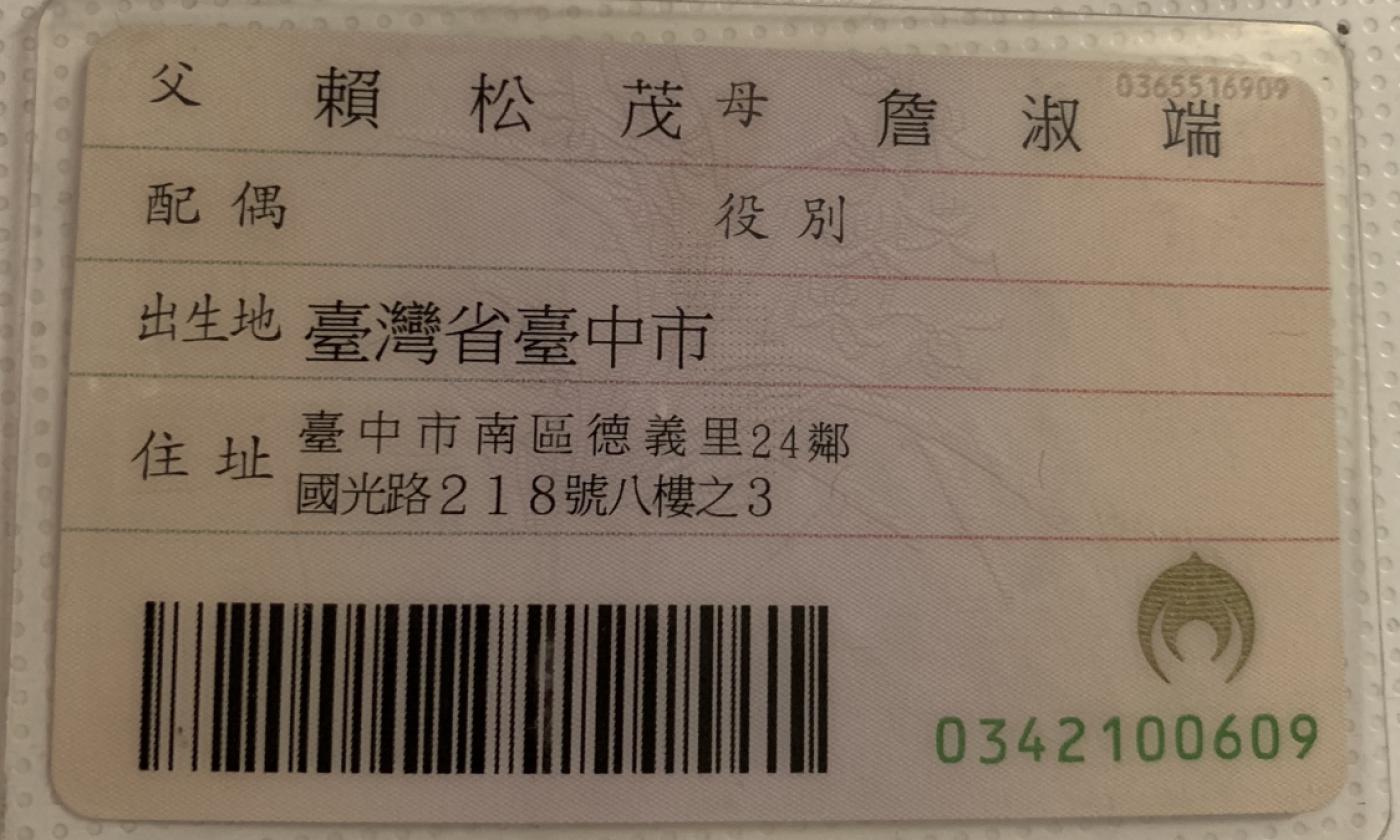 0365516909
父 賴松茂 母 詹淑端
配偶 役別
出生地 臺灣省臺中市
住址 臺中市南區德義里24鄰
國光路218號八樓之3
0342100609